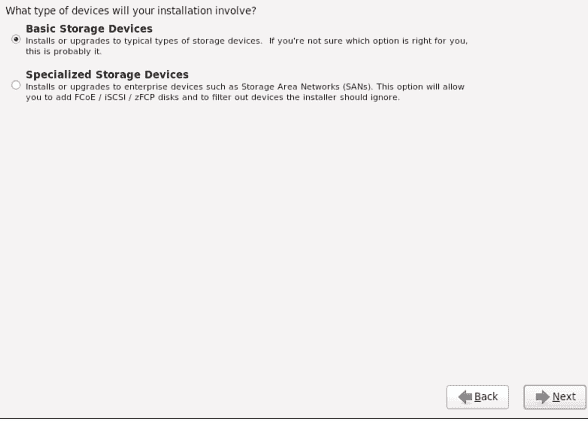 What type of devices will your installation involve?
Basic Storage Devices
Installs or upgrades to typical types of storage devices.  If you're not sure which option is right for you,
this is probably it.
Specialized Storage Devices
Installs or upgrades to enterprise devices such as Storage Area Networks (SANs). This option will allow
you to add FCoE / iSCSI / zFCP disks and to filter out devices the installer should ignore.
Back
Next